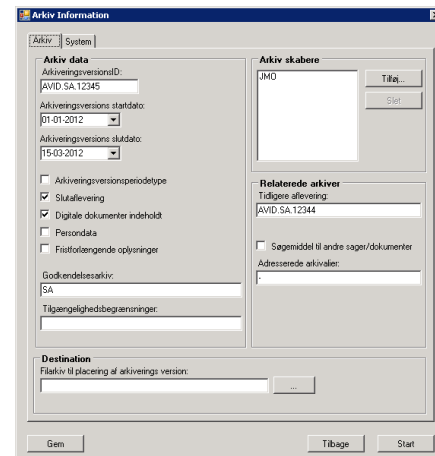 Arkiv Information
Arkiv System
Arkiv data
ArkiveringsversionsID:
AVID.SA.12345
Arkiveringsversions startdato:
01-01-2012
Arkiveringsversions slutdato:
15-03-2012
Arkiveringsversionsperiodetype
Slutaflevering
Digitale dokumenter indeholdt
Persondata
Fristforlængende oplysninger
Godkendelsesarkiv:
SA
Tilgængelighedsbegrænsninger:
Arkiv skabere
JMO
Tilføj...
Slet
Relaterede arkiver
Tidligere aflevering:
AVID.SA.12344
Søgemiddel til andre sager/dokumenter
Adresserede arkivalier:
-
Destination
Filarkiv til placering af arkiverings version:
...
Gem
Tilbage
Start